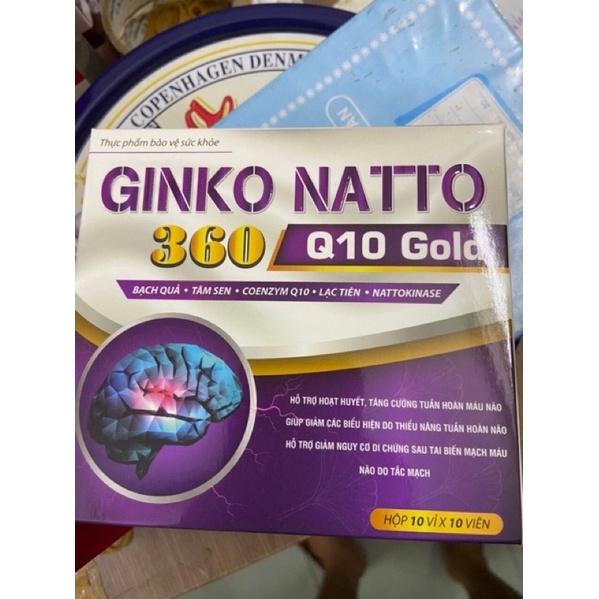 COPENHAGEN DENM
Thực phẩm bảo vệ sức khỏe
GINKO NATTO
360 Q10 Gold
BẠCH QUẢ • TÂM SEN • COENZYM Q10 • LẠC TIÊN • NATTOKINASE
HỖ TRỢ HOẠT HUYẾT, TĂNG CƯỜNG TUẦN HOÀN MÁU NÃO
GIÚP GIẢM CÁC BIỂU HIỆN DO THIỂU NĂNG TUẦN HOÀN NÃO
HỖ TRỢ GIẢM NGUY CƠ DI CHỨNG SAU TAI BIẾN MẠCH MÁU
NÃO DO TẮC MẠCH
HỘP 10 VỈ X 10 VIÊN